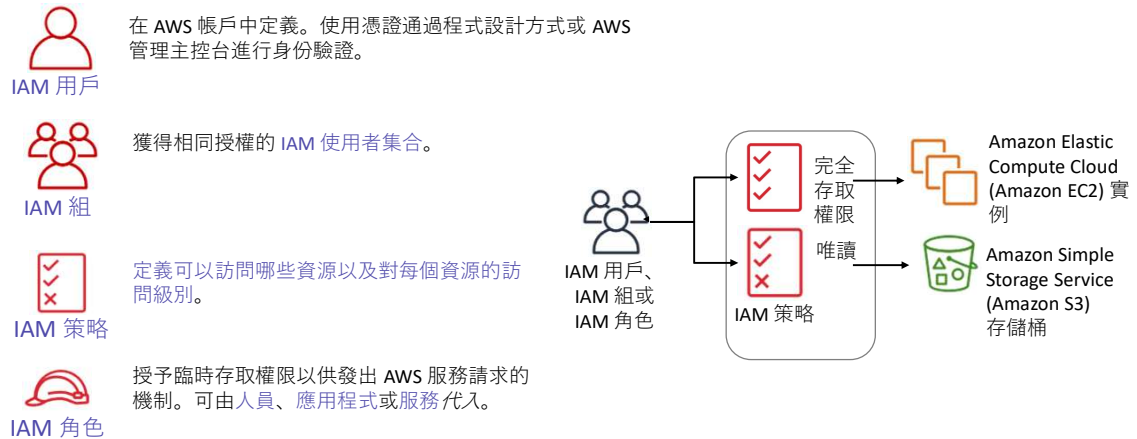 在 AWS 帳戶中定義。使用憑證通過程式設計方式或 AWS
管理主控台進行身份驗證。
IAM 用戶
獲得相同授權的 IAM 使用者集合。
IAM 組
定義可以訪問哪些資源以及對每個資源的訪
問級別。
IAM 策略
授予臨時存取權限以供發出 AWS 服務請求的
機制。可由人員、應用程式或服務代入。
IAM 角色
IAM 用戶、
IAM 組或
IAM 角色
完全
存取
權限
唯讀
IAM 策略
Amazon Elastic
Compute Cloud
(Amazon EC2) 實
例
Amazon Simple
Storage Service
(Amazon S3)
存儲桶